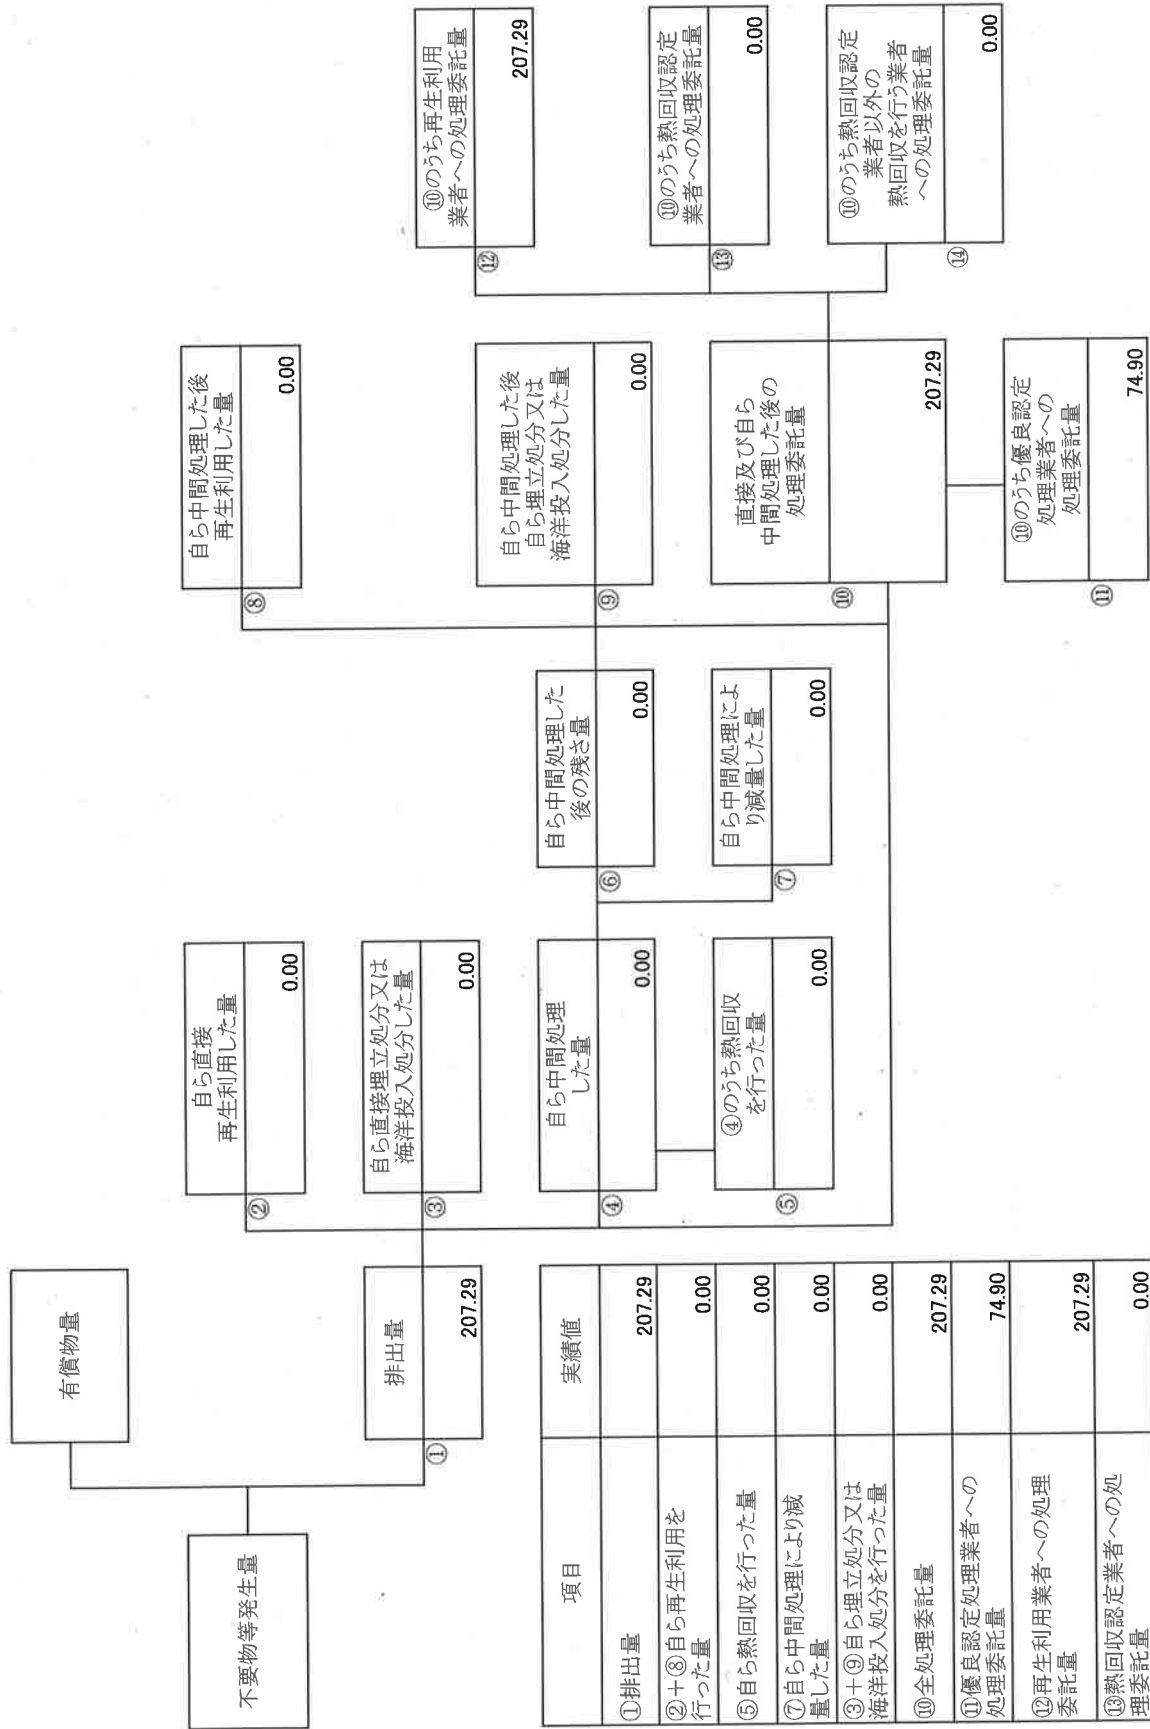 不要物等発生量
有償物量
排出量
①
207.29
自ら直接
再生利用した量
②
0.00
自ら直接埋立処分又は
海洋投入処分した量
③
0.00
自ら中間処理
した量
④
0.00
④のうち熱回収
を行った量
⑤
0.00
自ら中間処理した
後の残さ量
⑥
0.00
自ら中間処理によ
り減量した量
⑦
0.00
自ら中間処理した後
再生利用した量
⑧
0.00
自ら中間処理した後
自ら埋立処分又は
海洋投入処分した量
⑨
0.00
直接及び自ら
中間処理した後の
処理委託量
⑩
207.29
⑩のうち優良認定
処理業者への
処理委託量
⑪
74.90
⑩のうち再生利用
業者への処理委託量
⑫
207.29
⑩のうち熱回収認定
業者への処理委託量
⑬
0.00
⑩のうち熱回収認定
業者以外の
熱回収を行う業者
への処理委託量
⑭
0.00
項目 実績値
①排出量 207.29
②+⑧自ら再生利用を
行った量 0.00
⑤自ら熱回収を行った量 0.00
⑦自ら中間処理により減
量した量 0.00
③+⑨自ら埋立処分又は
海洋投入処分を行った量 0.00
⑩全処理委託量 207.29
⑪優良認定処理業者への
処理委託量 74.90
⑫再生利用業者への処理
委託量 207.29
⑬熱回収認定業者への処
理委託量 0.00